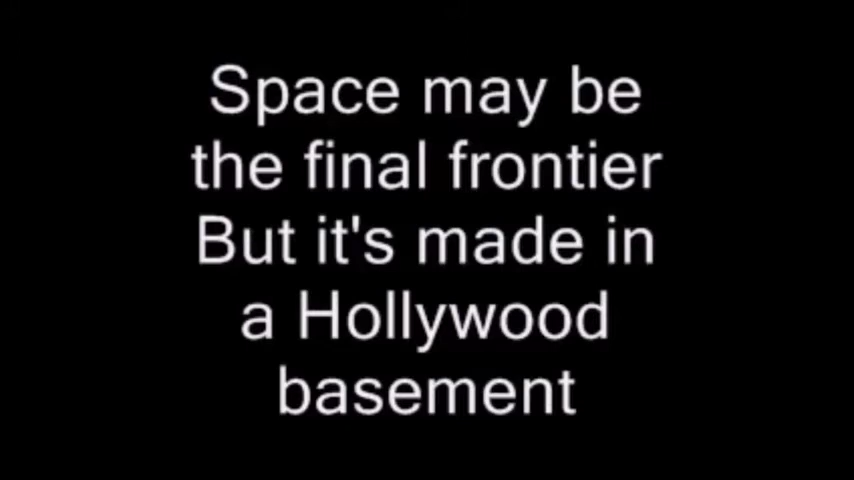 Space may be
the final frontier
But it's made in
a Hollywood
basement